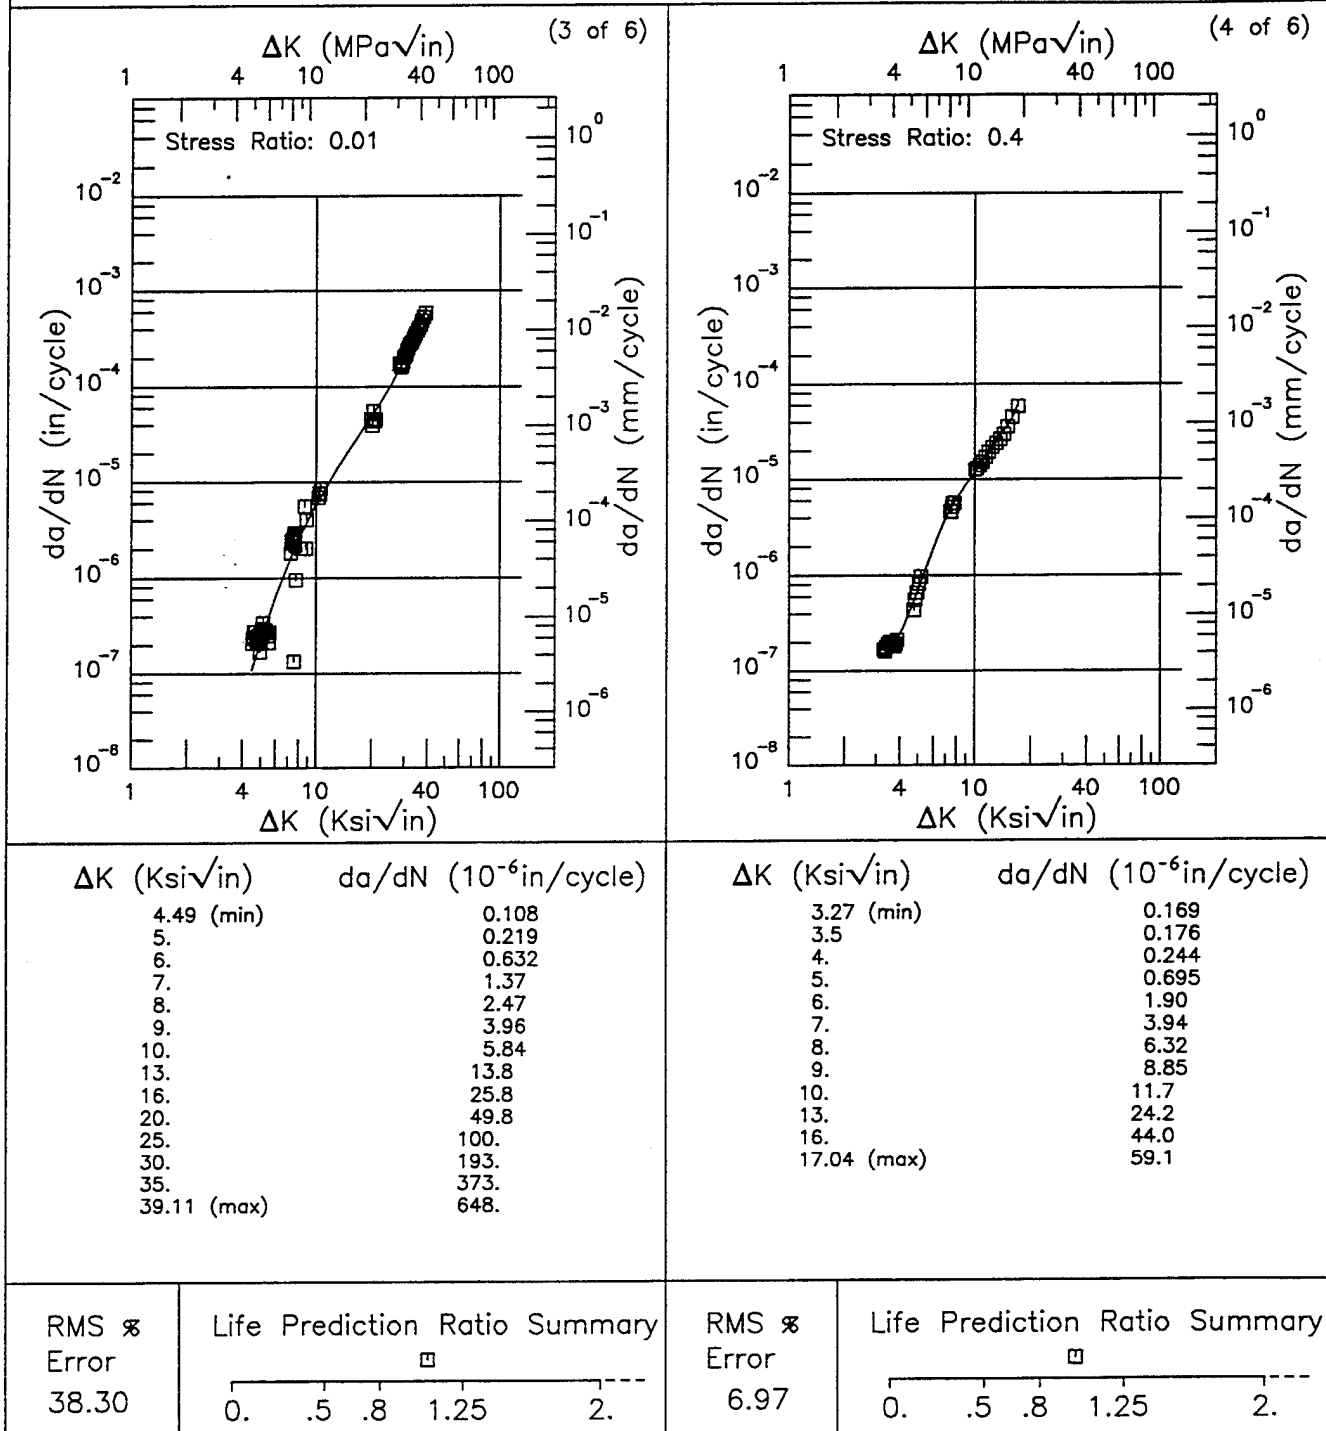 (3 of 6)
ΔK (MPa√in)
1 4 10 40 100
Stress Ratio: 0.01
10⁻²
10⁻³
10⁻⁴
10⁻⁵
10⁻⁶
10⁻⁷
10⁻⁸
da/dN (in/cycle)
10⁰
10⁻¹
10⁻²
10⁻³
10⁻⁴
10⁻⁵
10⁻⁶
da/dN (mm/cycle)
1 4 10 40 100
ΔK (Ksi√in)
(4 of 6)
ΔK (MPa√in)
1 4 10 40 100
Stress Ratio: 0.4
10⁻²
10⁻³
10⁻⁴
10⁻⁵
10⁻⁶
10⁻⁷
10⁻⁸
da/dN (in/cycle)
10⁰
10⁻¹
10⁻²
10⁻³
10⁻⁴
10⁻⁵
10⁻⁶
da/dN (mm/cycle)
1 4 10 40 100
ΔK (Ksi√in)
ΔK (Ksi√in) da/dN (10⁻⁶in/cycle)
4.49 (min) 0.108
5. 0.219
6. 0.632
7. 1.37
8. 2.47
9. 3.96
10. 5.84
13. 13.8
16. 25.8
20. 49.8
25. 100.
30. 193.
35. 373.
39.11 (max) 648.
ΔK (Ksi√in) da/dN (10⁻⁶in/cycle)
3.27 (min) 0.169
3.5 0.176
4. 0.244
5. 0.695
6. 1.90
7. 3.94
8. 6.32
9. 8.85
10. 11.7
13. 24.2
16. 44.0
17.04 (max) 59.1
RMS %
Error
38.30
Life Prediction Ratio Summary
0. .5 .8 1.25 2.
RMS %
Error
6.97
Life Prediction Ratio Summary
0. .5 .8 1.25 2.